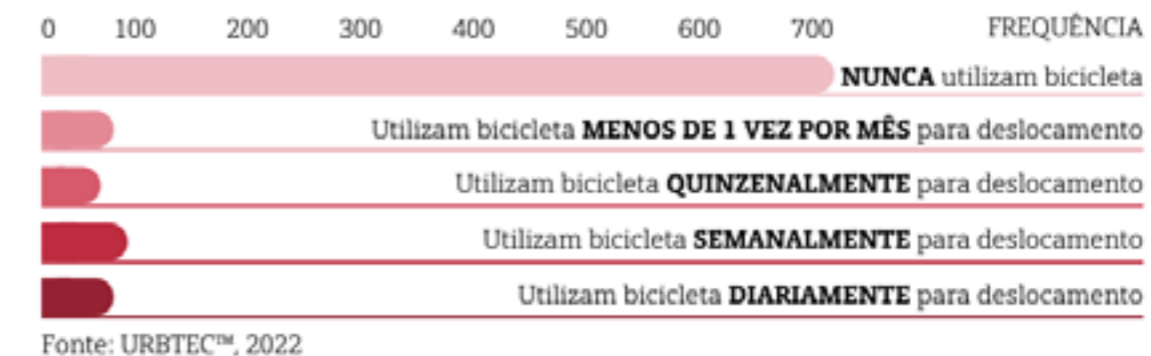 0 100 200 300 400 500 600 700 FREQUÊNCIA
NUNCA utilizam bicicleta
Utilizam bicicleta MENOS DE 1 VEZ POR MÊS para deslocamento
Utilizam bicicleta QUINZENALMENTE para deslocamento
Utilizam bicicleta SEMANALMENTE para deslocamento
Utilizam bicicleta DIARIAMENTE para deslocamento
Fonte: URBTEC™, 2022